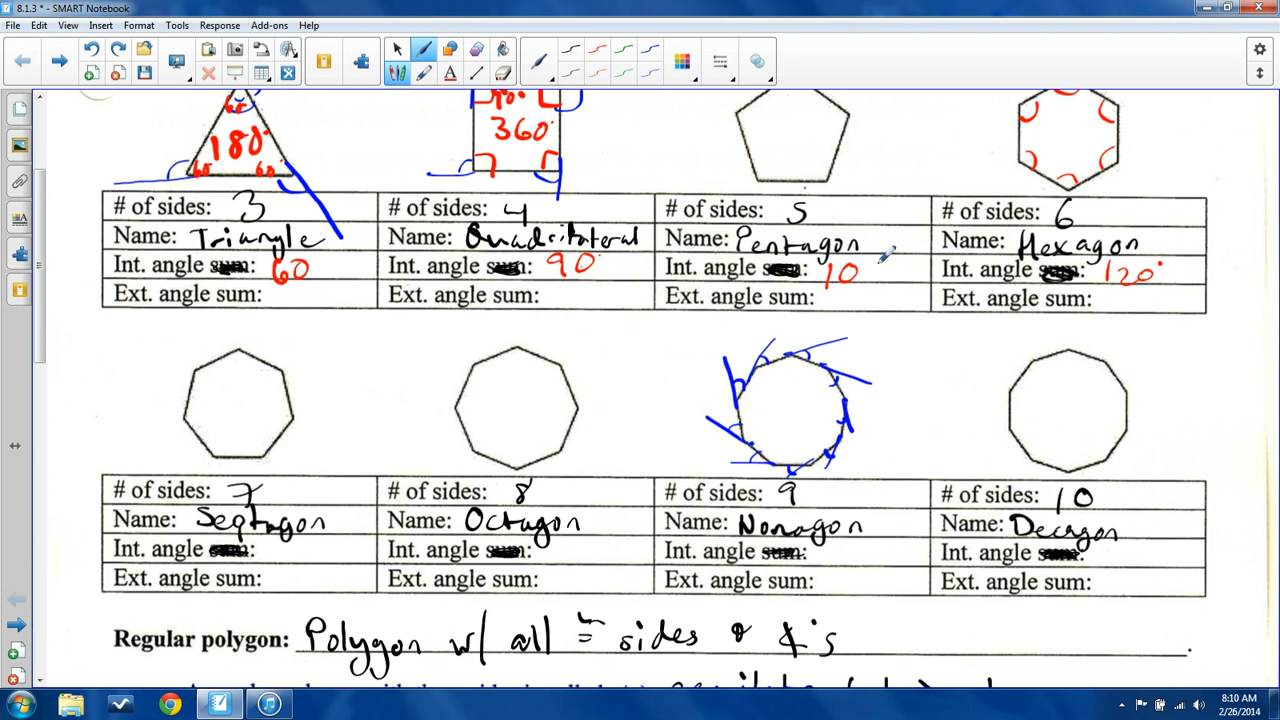 8.1.3 * - SMART Notebook
File Edit View Insert Format Tools Response Add-ons Help
60 90°
180° 360°
60 60
# of sides: 3 # of sides: 4 # of sides: 5 # of sides: 6
Name: Triangle Name: Quadrilateral Name: Pentagon Name: Hexagon
Int. angle sum: 60 Int. angle sum: 90 Int. angle sum: 10 Int. angle sum: 120°
Ext. angle sum: Ext. angle sum: Ext. angle sum: Ext. angle sum:
# of sides: 7 # of sides: 8 # of sides: 9 # of sides: 10
Name: Septagon Name: Octagon Name: Nonagon Name: Decagon
Int. angle sum: Int. angle sum: Int. angle sum: Int. angle sum:
Ext. angle sum: Ext. angle sum: Ext. angle sum: Ext. angle sum:
Regular polygon: Polygon w/ all ≅ sides & ∠'s.
8:10 AM
2/26/2014